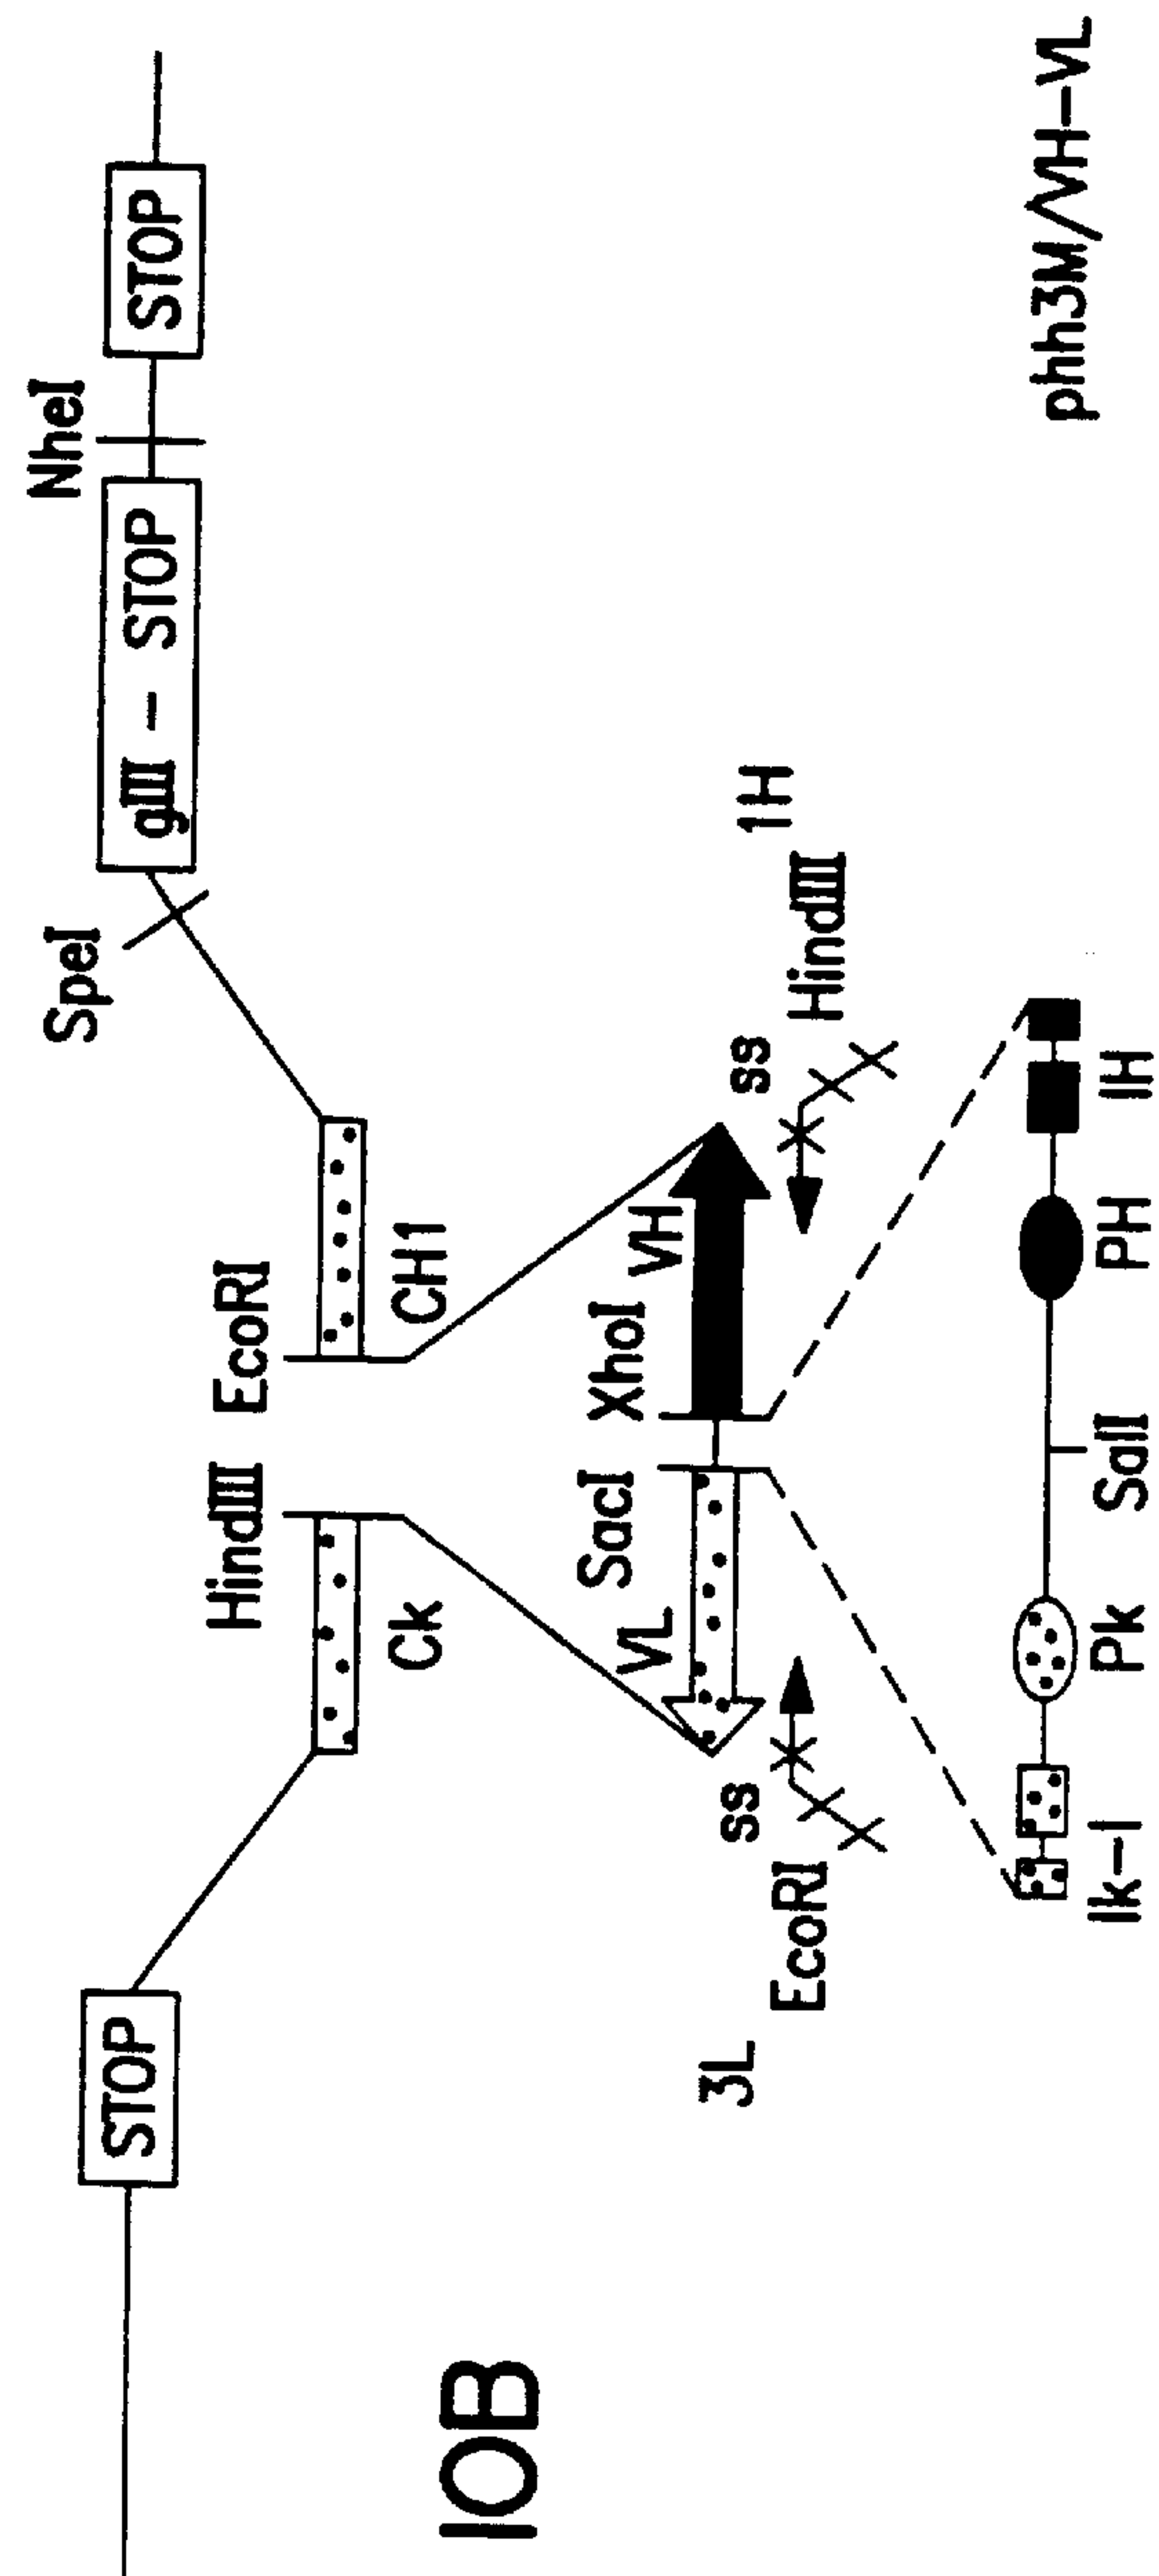 NheI
SpeI
STOP
gIII - STOP
STOP
HindIII
EcoRI
Ck
CH1
SacI
XhoI
VL
VH
3L
ss
ss
1H
EcoRI
HindIII
10B
Ik-I
Pk
SalI
PH
IH
phh3M/VH-VL